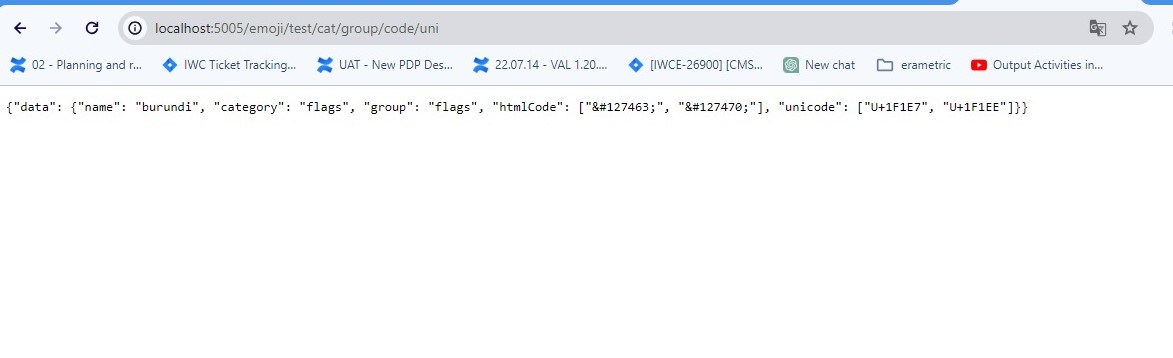 localhost:5005/emoji/test/cat/group/code/uni
02 - Planning and r... IWC Ticket Tracking... UAT - New PDP Des... 22.07.14 - VAL 1.20.... [IWCE-26900] [CMS... New chat erametric Output Activities in...
{"data": {"name": "burundi", "category": "flags", "group": "flags", "htmlCode": ["&#127463;", "&#127470;"], "unicode": ["U+1F1E7", "U+1F1EE"]}}